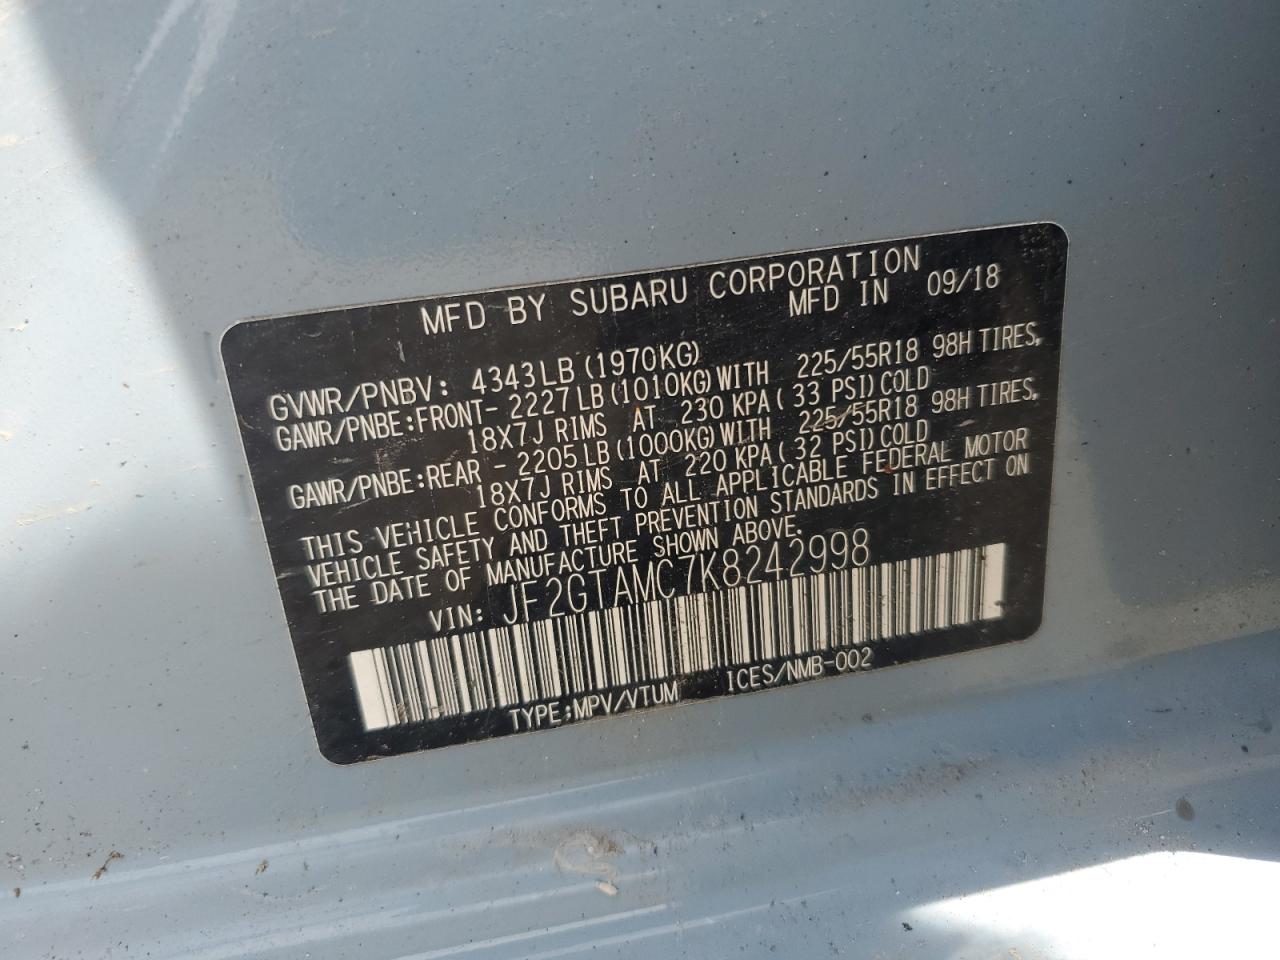 MFD BY SUBARU CORPORATION
MFD IN 09/18
GVWR/PNBV: 4343LB(1970KG)
GAWR/PNBE:FRONT- 2227LB(1010KG)WITH 225/55R18 98H TIRES,
18X7J RIMS AT 230 KPA( 33 PSI)COLD
GAWR/PNBE:REAR - 2205LB(1000KG)WITH 225/55R18 98H TIRES,
18X7J RIMS AT 220 KPA( 32 PSI)COLD
THIS VEHICLE CONFORMS TO ALL APPLICABLE FEDERAL MOTOR
VEHICLE SAFETY AND THEFT PREVENTION STANDARDS IN EFFECT ON
THE DATE OF MANUFACTURE SHOWN ABOVE.
VIN: JF2GTAMC7K8242998
TYPE:MPV/VTUM ICES/NMB-002